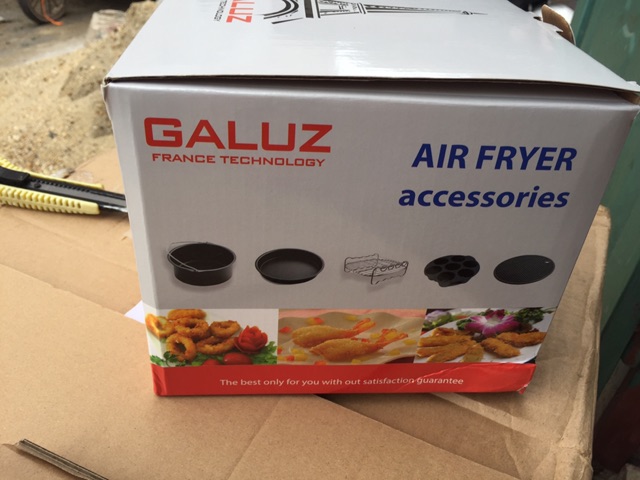 GALUZ
FRANCE TECHNOLOGY
AIR FRYER
accessories
The best only for you with out satisfaction guarantee